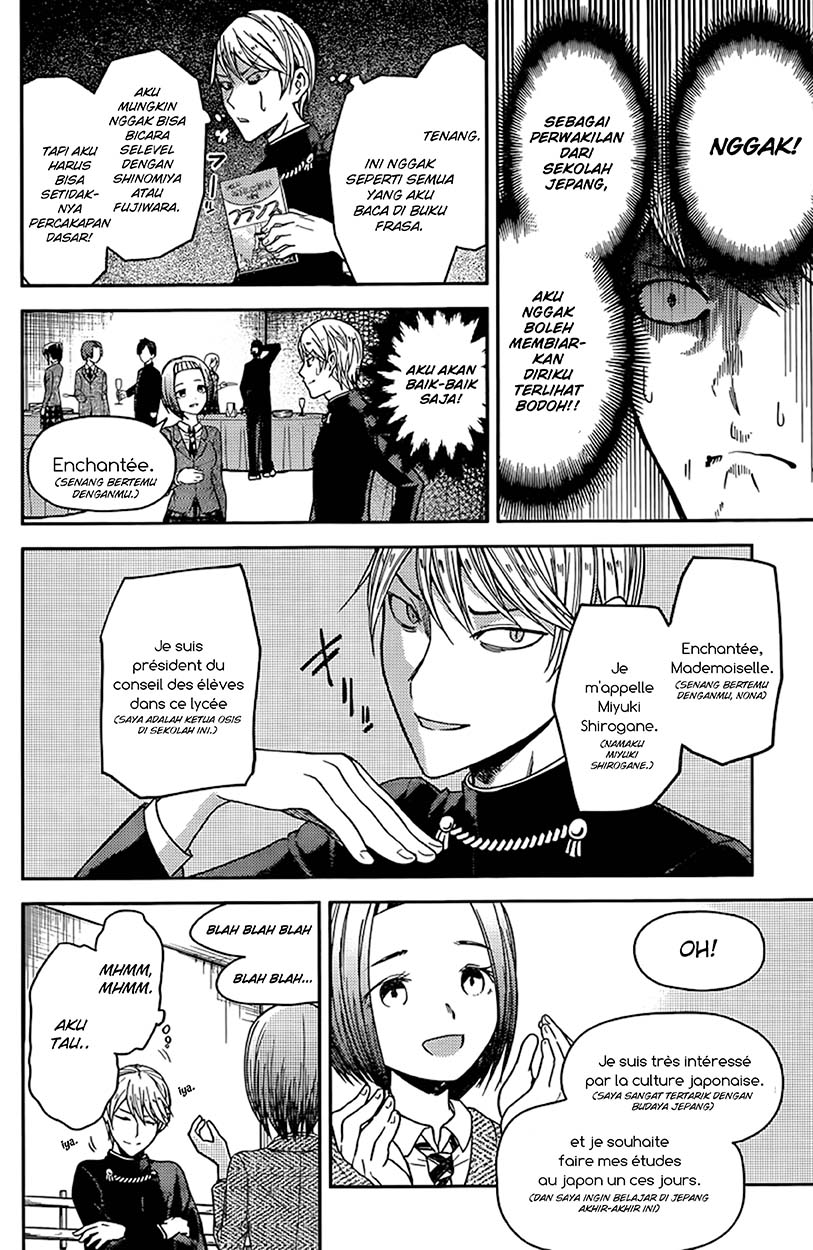 NGGAK!
SEBAGAI
PERWAKILAN
DARI
SEKOLAH
JEPANG,
AKU
NGGAK
BOLEH
MEMBIAR-
KAN
DIRIKU
TERLIHAT
BODOH!!
TENANG.
INI NGGAK
SEPERTI SEMUA
YANG AKU
BACA DI BUKU
FRASA.
AKU
MUNGKIN
NGGAK BISA
BICARA
SELEVEL
DENGAN
SHINOMIYA
ATAU
FUJIWARA.
TAPI AKU
HARUS
BISA
SETIDAK-
NYA
PERCAKAPAN
DASAR!
フランス
AKU AKAN
BAIK-BAIK
SAJA!
Enchantée.
(SENANG BERTEMU
DENGANMU.)
Enchantée,
Mademoiselle.
(SENANG BERTEMU
DENGANMU, NONA)
Je
m'appelle
Miyuki
Shirogane.
(NAMAKU
MIYUKI
SHIROGANE.)
Je suis
président du
conseil des élèves
dans ce lycée
(SAYA ADALAH KETUA OSIS
DI SEKOLAH INI.)
OH!
Je suis très intéressé
par la culture japonaise.
(SAYA SANGAT TERTARIK DENGAN
BUDAYA JEPANG)
et je souhaite
faire mes études
au japon un ces jours.
(DAN SAYA INGIN BELAJAR DI JEPANG
AKHIR-AKHIR INI)
BLAH BLAH BLAH
BLAH BLAH...
MHMM,
MHMM.
AKU
TAU..
iya.
iya.